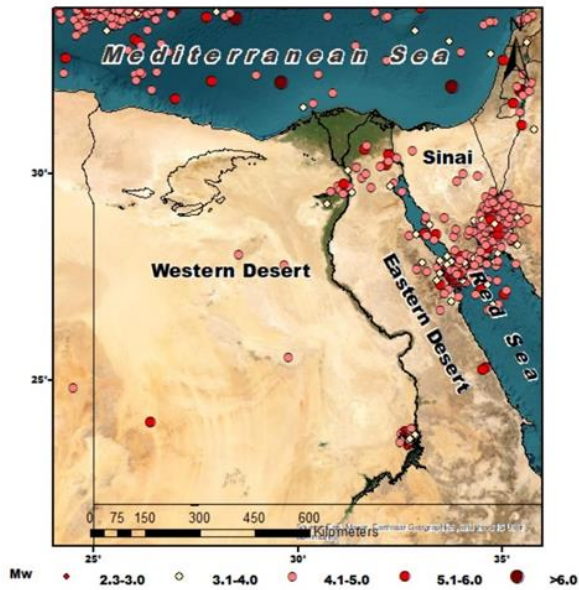 N
Mediterranean Sea
30°
Sinai
Western Desert
Eastern Desert
Red Sea
25°
0 75 150 300 450 600
Kilometers
25° 30° 35°
Mw 2.3-3.0 3.1-4.0 4.1-5.0 5.1-6.0 >6.0